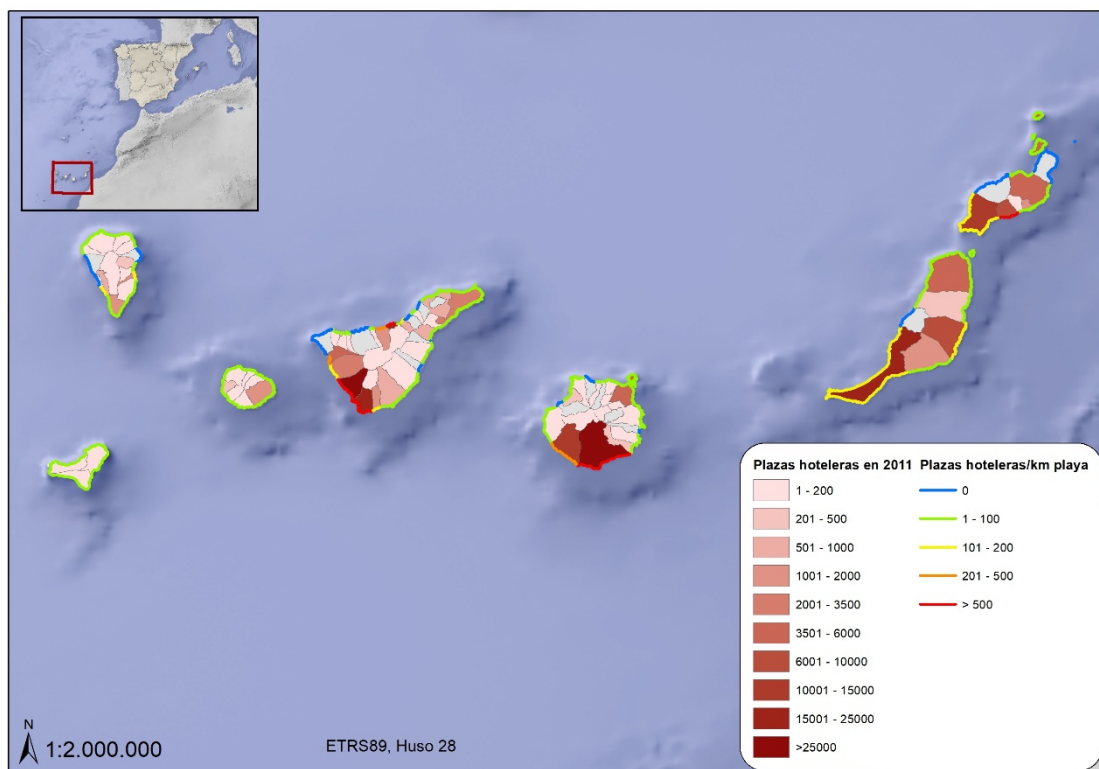 Plazas hoteleras en 2011
1 - 200
201 - 500
501 - 1000
1001 - 2000
2001 - 3500
3501 - 6000
6001 - 10000
10001 - 15000
15001 - 25000
>25000
Plazas hoteleras/km playa
0
1 - 100
101 - 200
201 - 500
> 500
N
1:2.000.000
ETRS89, Huso 28